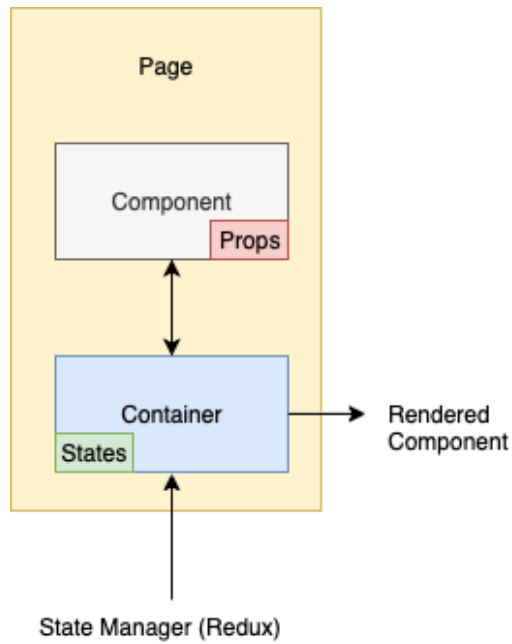 Page
Component
Props
Container
States
Rendered
Component
State Manager (Redux)